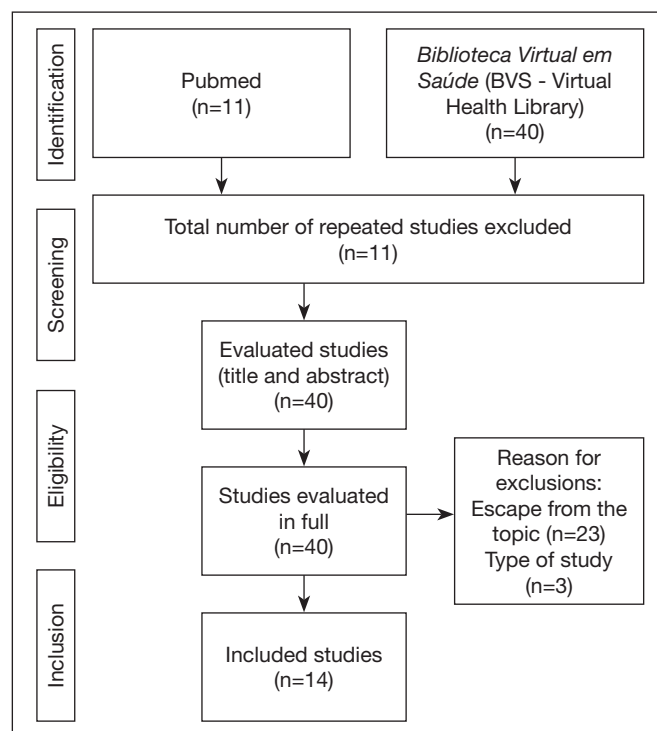 Identification
Pubmed
(n=11)
Biblioteca Virtual em
Saúde (BVS - Virtual
Health Library)
(n=40)
Screening
Total number of repeated studies excluded
(n=11)
Evaluated studies
(title and abstract)
(n=40)
Eligibility
Studies evaluated
in full
(n=40)
Reason for
exclusions:
Escape from the
topic (n=23)
Type of study
(n=3)
Inclusion
Included studies
(n=14)